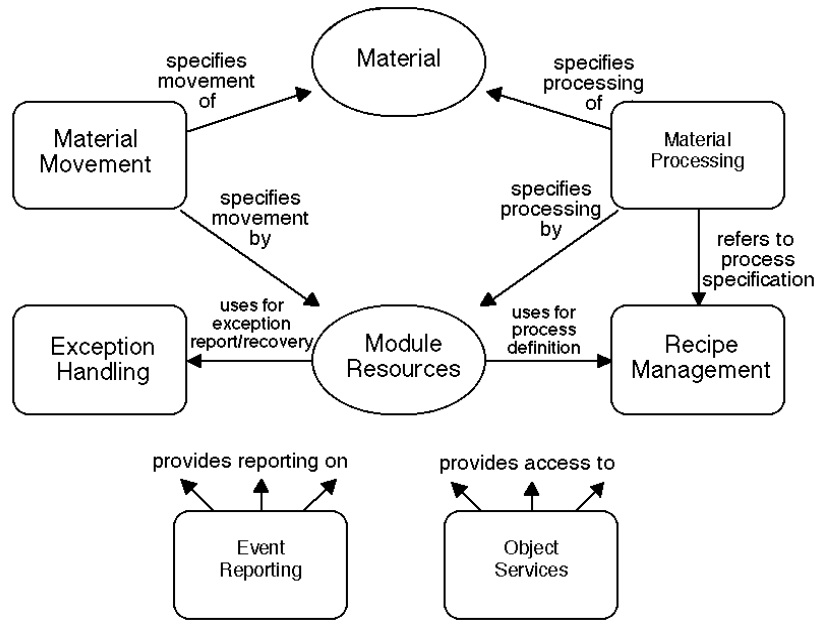 specifies
movement
of
Material
specifies
processing
of
Material
Movement
Material
Processing
specifies
movement
by
specifies
processing
by
refers to
process
specification
Exception
Handling
uses for
exception
report/recovery
Module
Resources
uses for
process
definition
Recipe
Management
provides reporting on
provides access to
Event
Reporting
Object
Services